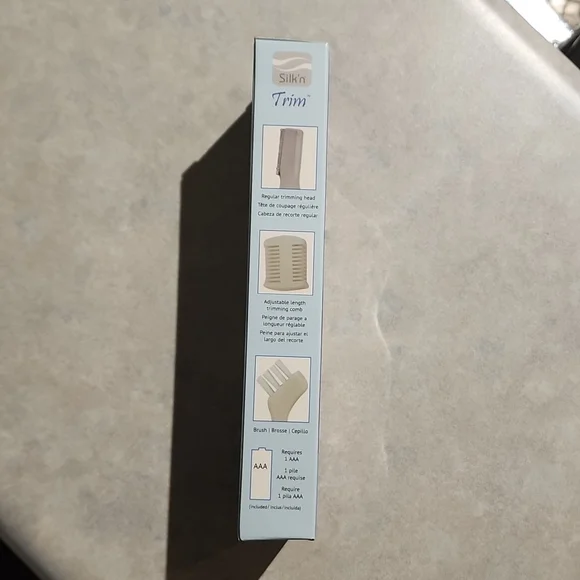 Silk'n
Trim™
Regular trimming head
Tête de coupage régulière
Cabeza de recorte regular
Adjustable length
trimming comb
Peigne de parage a
longueur réglable
Peine para ajustar el
largo del recorte
Brush | Brosse | Cepillo
AAA
Requires
1 AAA
1 pile
AAA requise
Require
1 pila AAA
(included/ inclue/incluida)